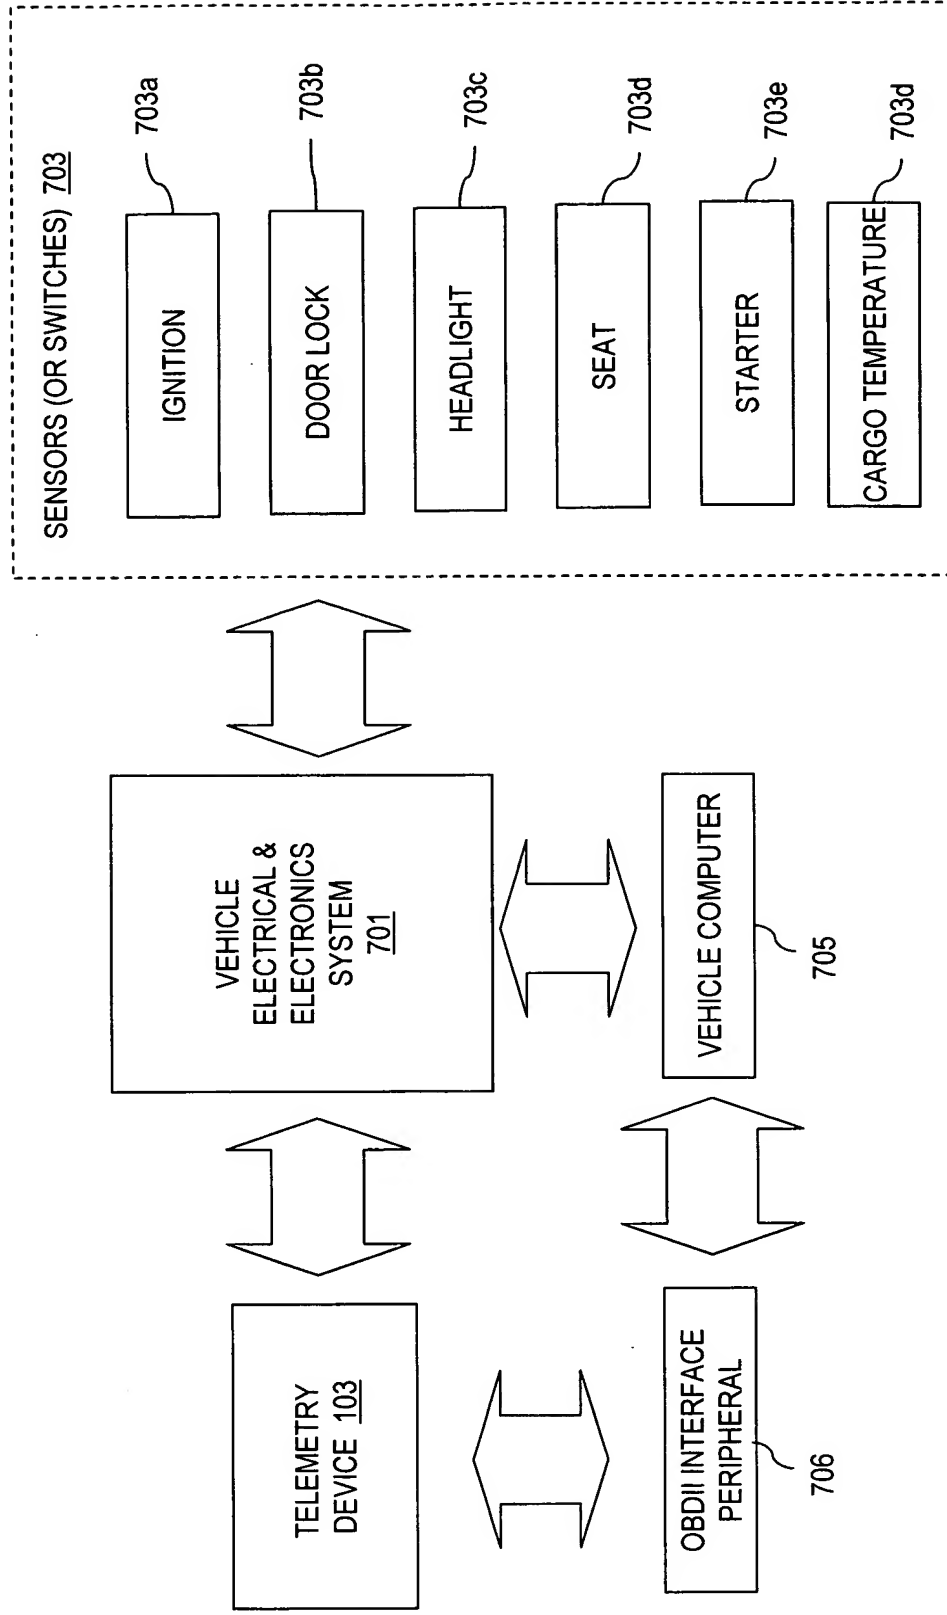 TELEMETRY
DEVICE 103
VEHICLE
ELECTRICAL &
ELECTRONICS
SYSTEM
701
OBDII INTERFACE
PERIPHERAL
706
VEHICLE COMPUTER
705
SENSORS (OR SWITCHES) 703
IGNITION
703a
DOOR LOCK
703b
HEADLIGHT
703c
SEAT
703d
STARTER
703e
CARGO TEMPERATURE
703d